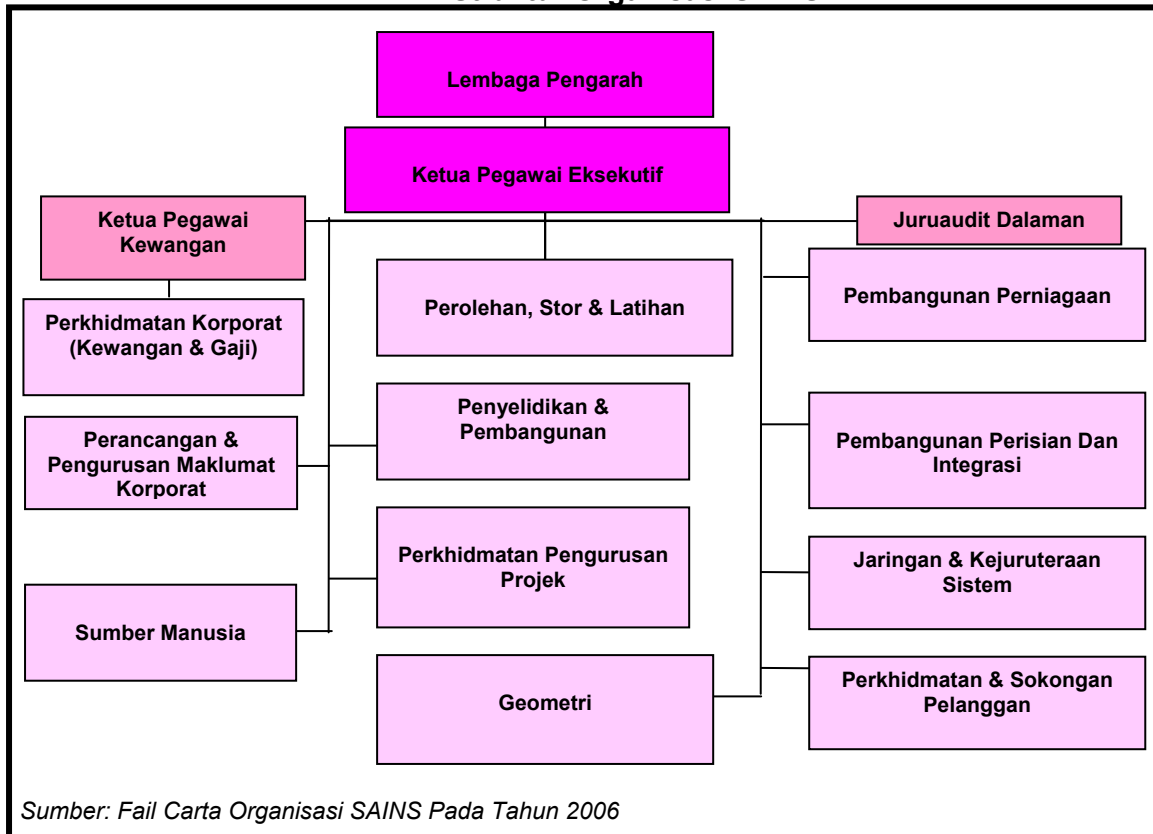 Lembaga Pengarah
Ketua Pegawai Eksekutif
Ketua Pegawai
Kewangan
Juruaudit Dalaman
Perkhidmatan Korporat
(Kewangan & Gaji)
Perolehan, Stor & Latihan
Pembangunan Perniagaan
Perancangan &
Pengurusan Maklumat
Korporat
Penyelidikan &
Pembangunan
Pembangunan Perisian Dan
Integrasi
Sumber Manusia
Perkhidmatan Pengurusan
Projek
Jaringan & Kejuruteraan
Sistem
Geometri
Perkhidmatan & Sokongan
Pelanggan
Sumber: Fail Carta Organisasi SAINS Pada Tahun 2006